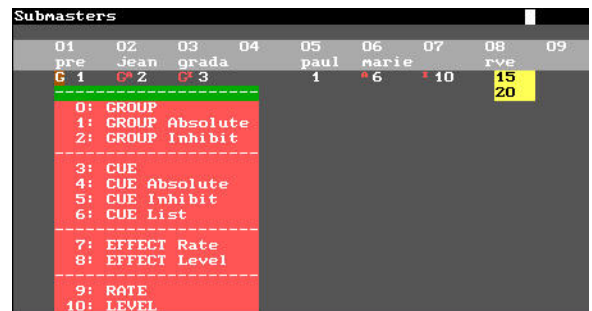 Submasters
01 02 03 04 05 06 07 08 09
pre jean grada paul marie rve
G 1 GA 2 GI 3 1 A 6 I 10 15
20
0: GROUP
1: GROUP Absolute
2: GROUP Inhibit
3: CUE
4: CUE Absolute
5: CUE Inhibit
6: CUE List
7: EFFECT Rate
8: EFFECT Level
9: RATE
10: LEVEL